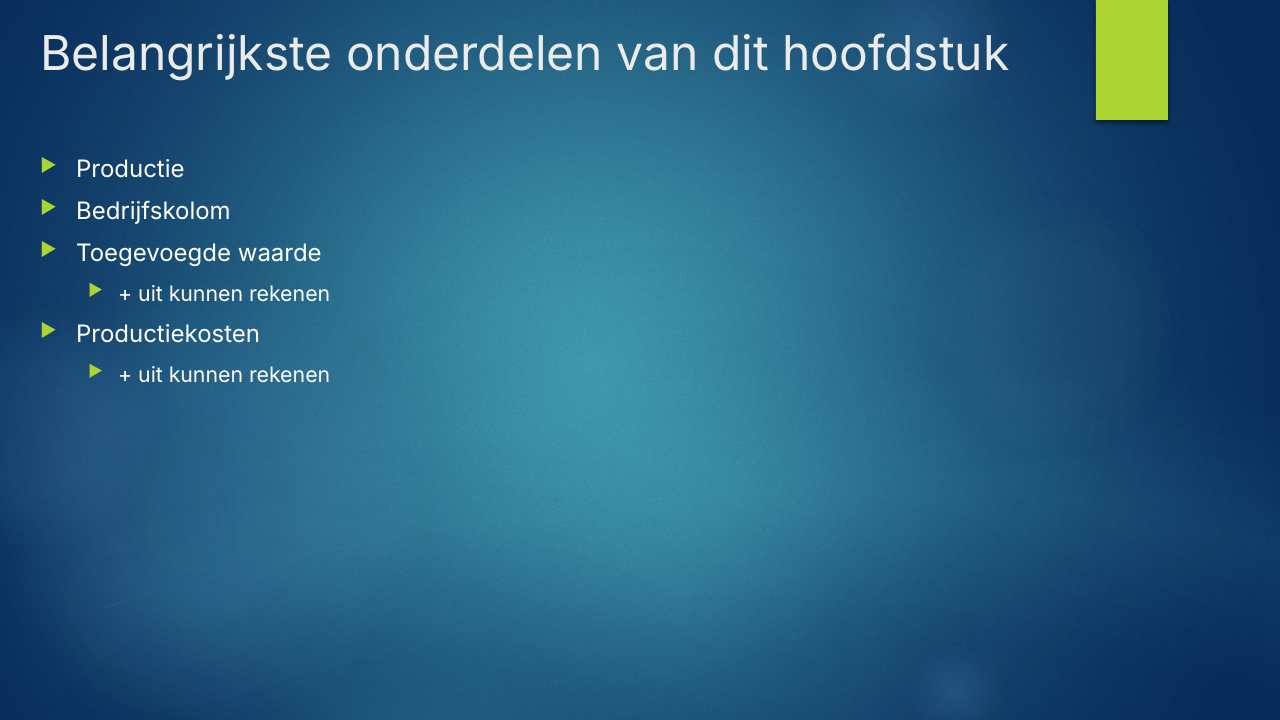 Belangrijkste onderdelen van dit hoofdstuk
Productie
Bedrijfskolom
Toegevoegde waarde
+ uit kunnen rekenen
Productiekosten
+ uit kunnen rekenen